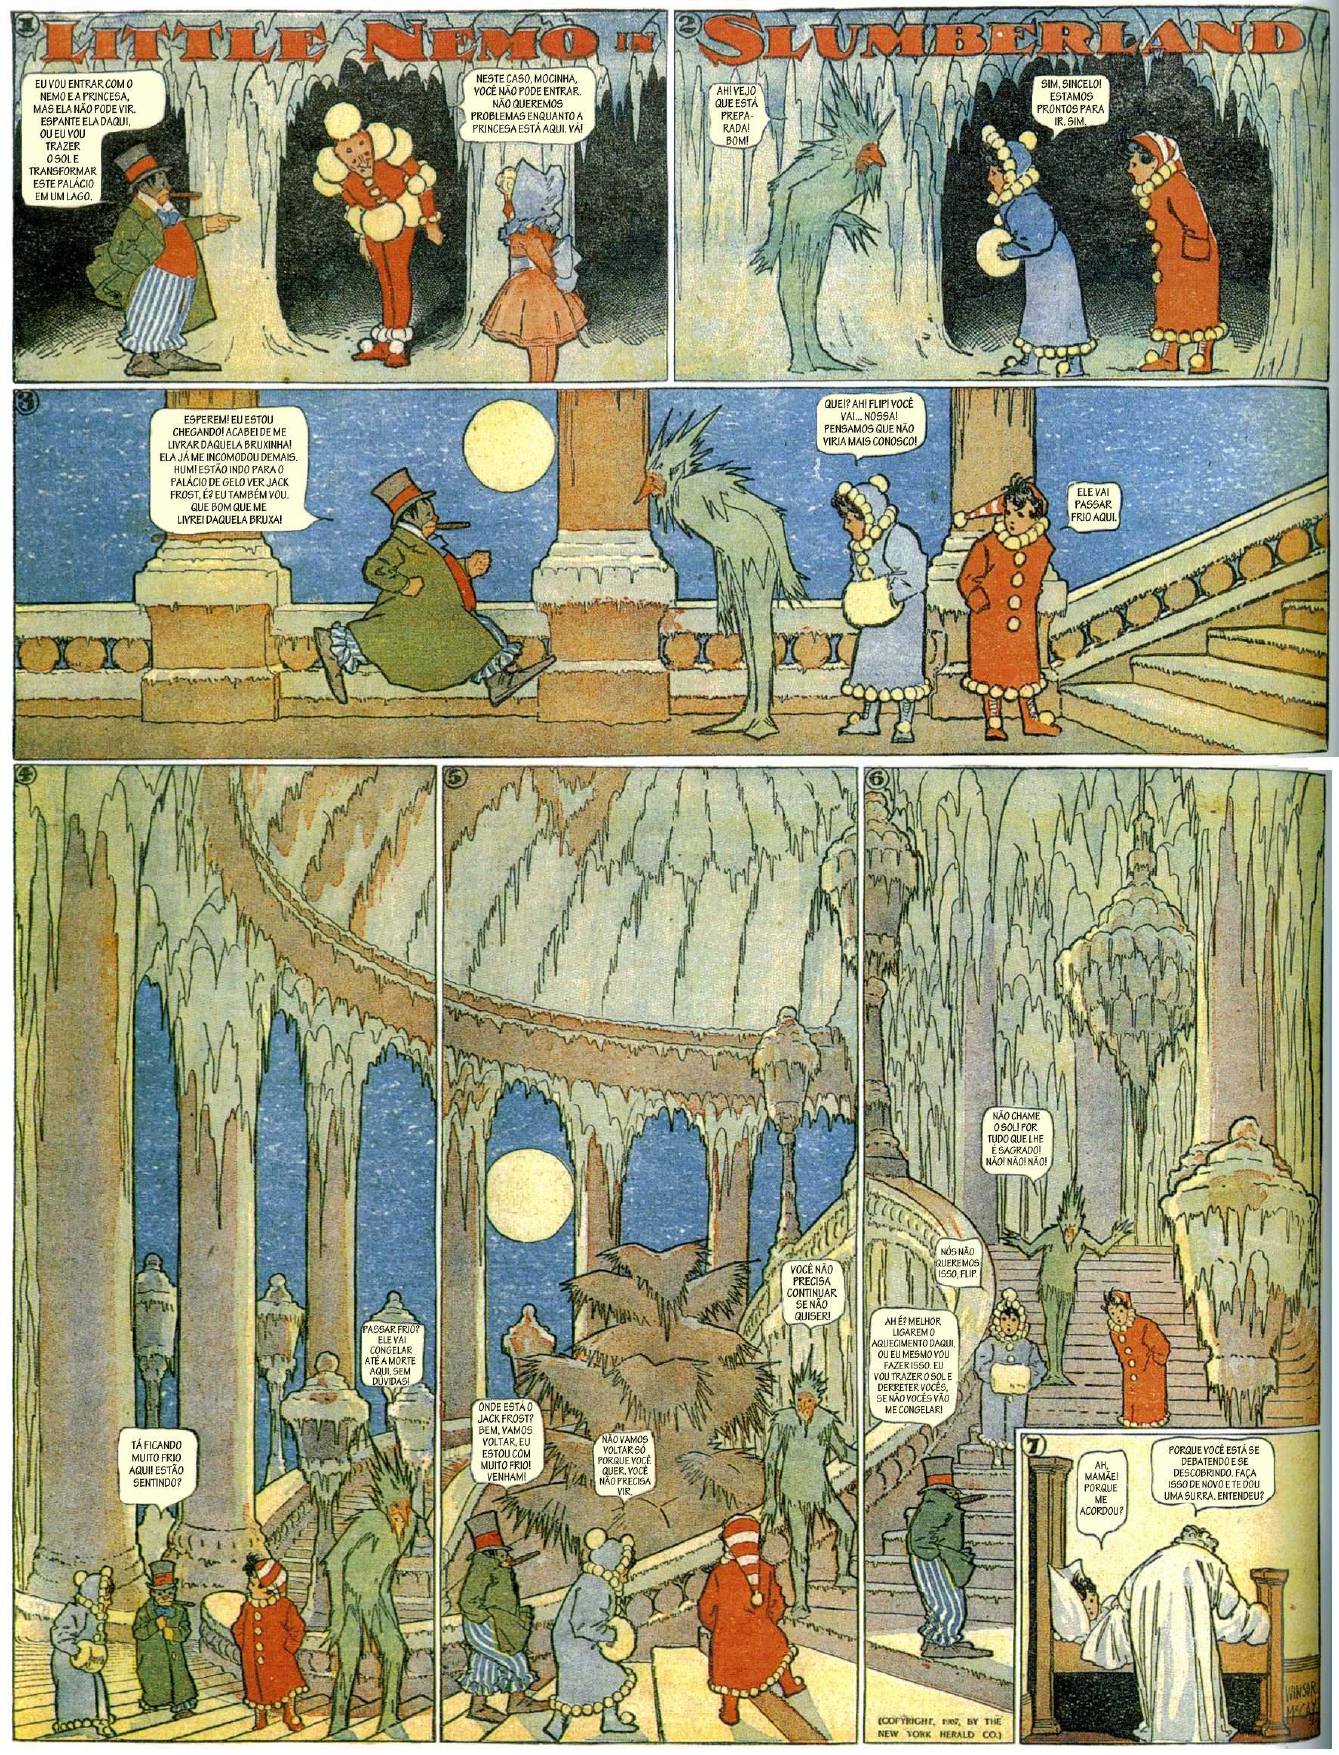 1
LITTLE NEMO IN
2
SLUMBERLAND
EU VOU ENTRAR COM O
NEMO E A PRINCESA,
MAS ELA NÃO PODE VIR.
ESPANTE ELA DAQUI,
OU EU VOU
TRAZER
O SOL E
TRANSFORMAR
ESTE PALÁCIO
EM UM LAGO.
NESTE CASO, MOCINHA,
VOCÊ NÃO PODE ENTRAR.
NÃO QUEREMOS
PROBLEMAS ENQUANTO A
PRINCESA ESTÁ AQUI. VÁ!
AH! VEJO
QUE ESTÁ
PREPA-
RADA!
BOM!
SIM, SINCELO!
ESTAMOS
PRONTOS PARA
IR, SIM.
3
ESPEREM! EU ESTOU
CHEGANDO! ACABEI DE ME
LIVRAR DAQUELA BRUXINHA!
ELA JÁ ME INCOMODOU DEMAIS.
HUM! ESTÃO INDO PARA O
PALÁCIO DE GELO VER JACK
FROST, É? EU TAMBÉM VOU.
QUE BOM QUE ME
LIVREI DAQUELA BRUXA!
QUEI? AH! FLIP! VOCÊ
VAI... NOSSA!
PENSAMOS QUE NÃO
VIRIA MAIS CONOSCO!
ELE VAI
PASSAR
FRIO AQUI.
4
TÁ FICANDO
MUITO FRIO
AQUI! ESTÃO
SENTINDO?
PASSAR FRIO?
ELE VAI
CONGELAR
ATÉ A MORTE
AQUI, SEM
DÚVIDAS!
5
ONDE ESTÁ O
JACK FROST?
BEM, VAMOS
VOLTAR, EU
ESTOU COM
MUITO FRIO!
VENHAM!
NÃO VAMOS
VOLTAR SÓ
PORQUE VOCÊ
QUER. VOCÊ
NÃO PRECISA
VIR.
VOCÊ NÃO
PRECISA
CONTINUAR
SE NÃO
QUISER!
6
NÃO CHAME
O SOL! POR
TUDO QUE LHE
É SAGRADO!
NÃO! NÃO! NÃO!
NÓS NÃO
QUEREMOS
ISSO, FLIP.
AH É? MELHOR
LIGAREM O
AQUECIMENTO DAQUI,
OU EU MESMO VOU
FAZER ISSO. EU
VOU TRAZER O SOL E
DERRETER VOCÊS,
SE NÃO VOCÊS VÃO
ME CONGELAR!
(COPYRIGHT, 1907, BY THE
NEW YORK HERALD CO.)
7
AH,
MAMÃE!
PORQUE
ME
ACORDOU?
PORQUE VOCÊ ESTÁ SE
DEBATENDO E SE
DESCOBRINDO. FAÇA
ISSO DE NOVO E TE DOU
UMA SURRA, ENTENDEU?
WINSOR
McCAY